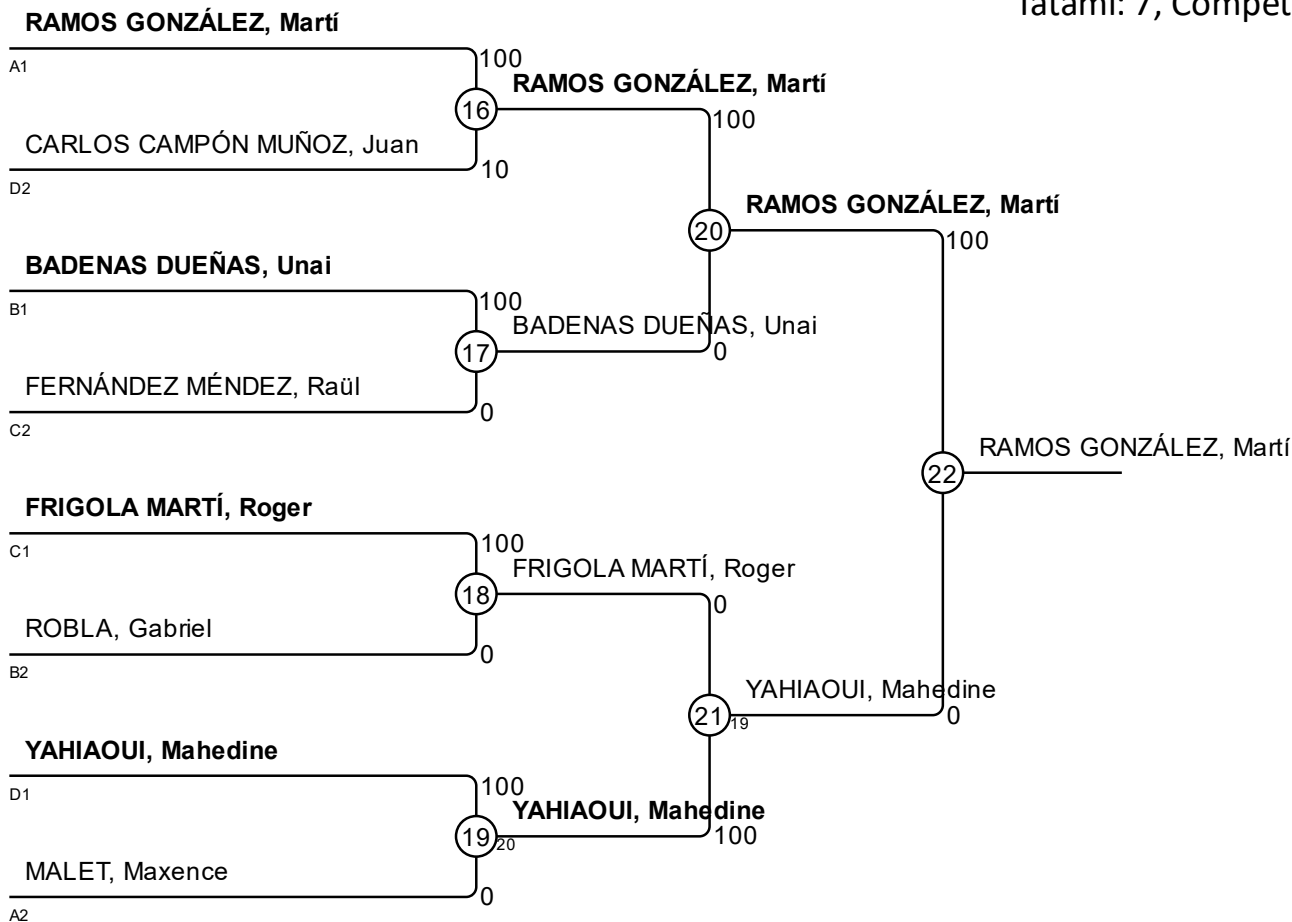 Tatami: 7, Compet
RAMOS GONZÁLEZ, Martí
A1
100
16
RAMOS GONZÁLEZ, Martí
100
CARLOS CAMPÓN MUÑOZ, Juan
10
D2
20
RAMOS GONZÁLEZ, Martí
100
BADENAS DUEÑAS, Unai
B1
100
17
BADENAS DUEÑAS, Unai
0
FERNÁNDEZ MÉNDEZ, Raül
0
C2
22
RAMOS GONZÁLEZ, Martí
FRIGOLA MARTÍ, Roger
C1
100
18
FRIGOLA MARTÍ, Roger
0
ROBLA, Gabriel
0
B2
21
19
YAHIAOUI, Mahedine
0
YAHIAOUI, Mahedine
D1
100
19
20
YAHIAOUI, Mahedine
100
MALET, Maxence
0
A2